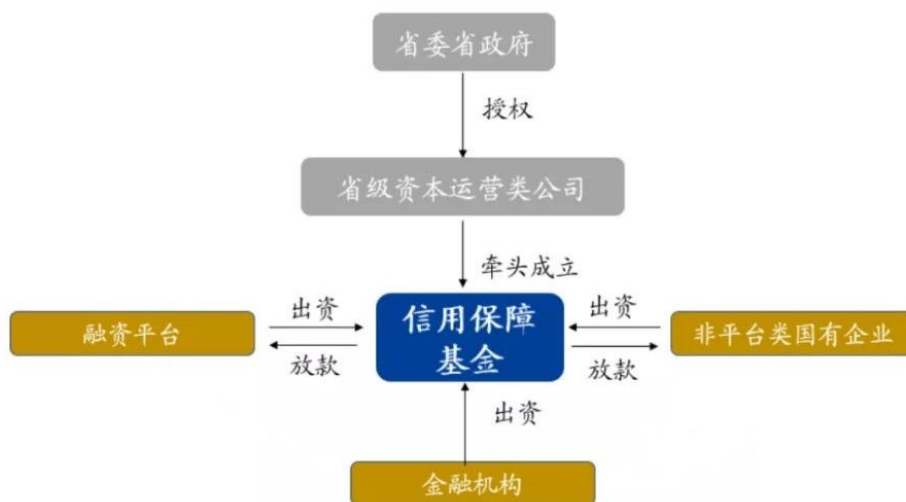 省委省政府
授权
省级资本运营类公司
牵头成立
出资
信用保障
基金
出资
融资平台
非平台类国有企业
放款
放款
出资
金融机构